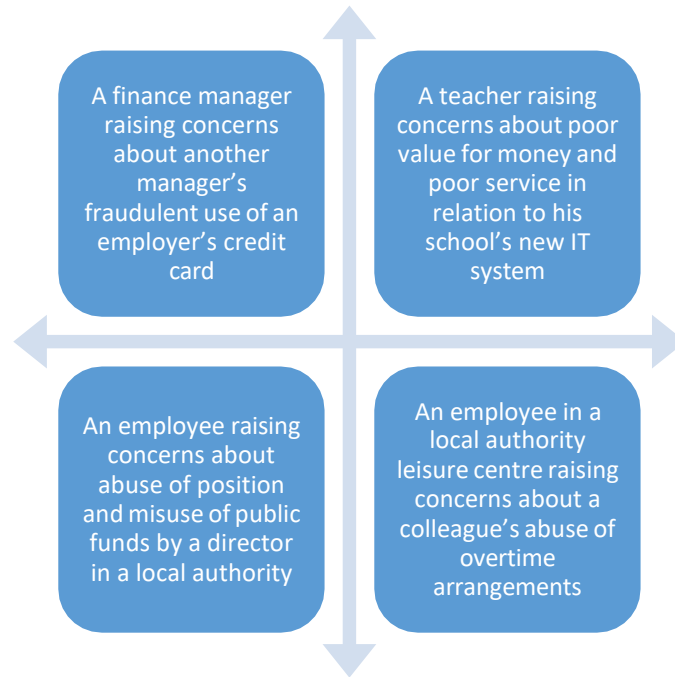 A finance manager
raising concerns
about another
manager’s
fraudulent use of an
employer’s credit
card
A teacher raising
concerns about poor
value for money and
poor service in
relation to his
school’s new IT
system
An employee raising
concerns about
abuse of position
and misuse of public
funds by a director
in a local authority
An employee in a
local authority
leisure centre raising
concerns about a
colleague’s abuse of
overtime
arrangements